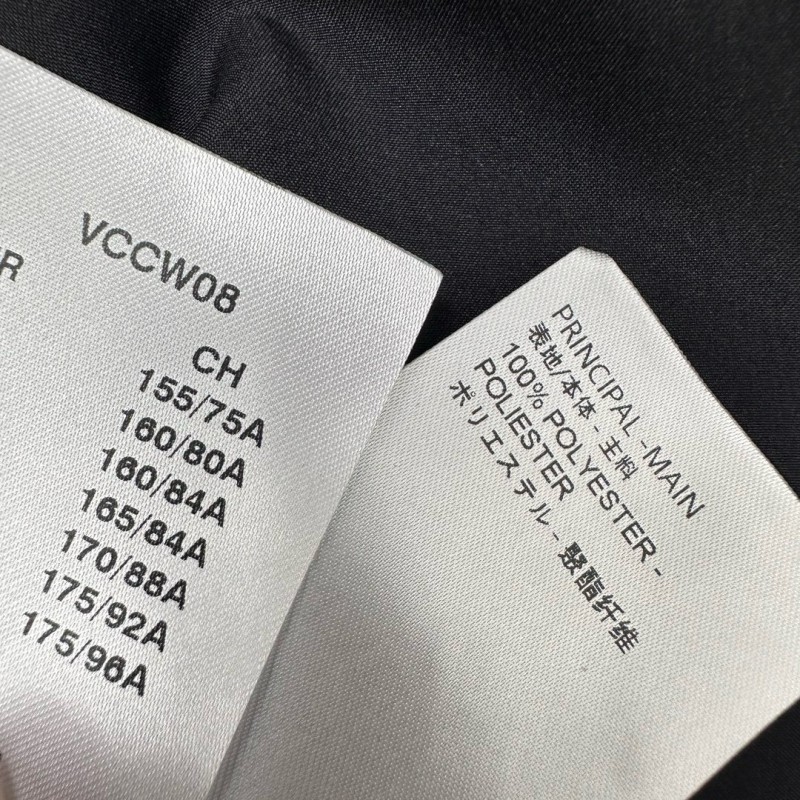 VCCW08
R
CH
155/75A
160/80A
160/84A
165/84A
170/88A
175/92A
175/96A
PRINCIPAL -MAIN
表地/本体 - 主料
100% POLYESTER -
POLIESTER
ポリエステル - 聚酯纤维